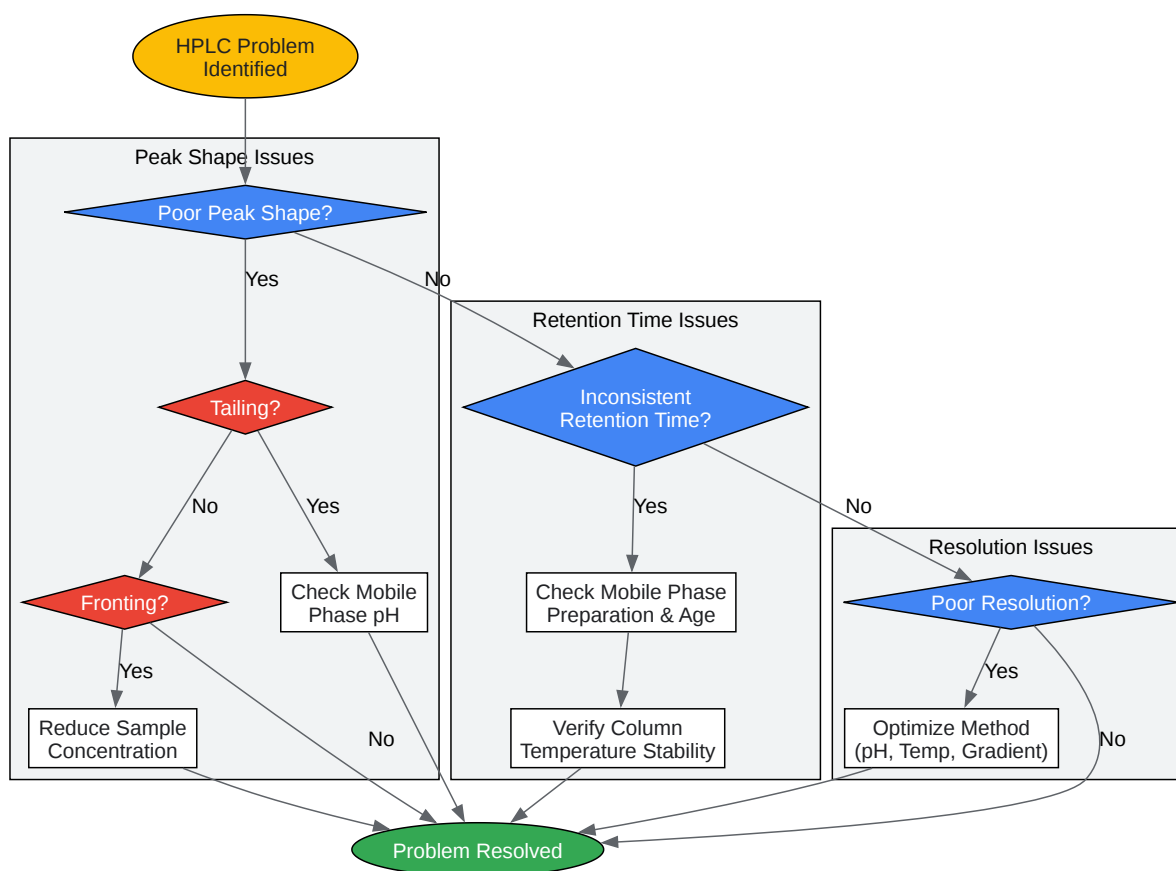 HPLC Problem
Identified
Peak Shape Issues
Poor Peak Shape?
Yes
No
Retention Time Issues
Tailing?
Inconsistent
Retention Time?
No
Yes
Yes
No
Resolution Issues
Fronting?
Check Mobile
Phase pH
Check Mobile Phase
Preparation & Age
Poor Resolution?
Yes
Yes
Reduce Sample
Concentration
No
Verify Column
Temperature Stability
Optimize Method
(pH, Temp, Gradient)
No
Problem Resolved